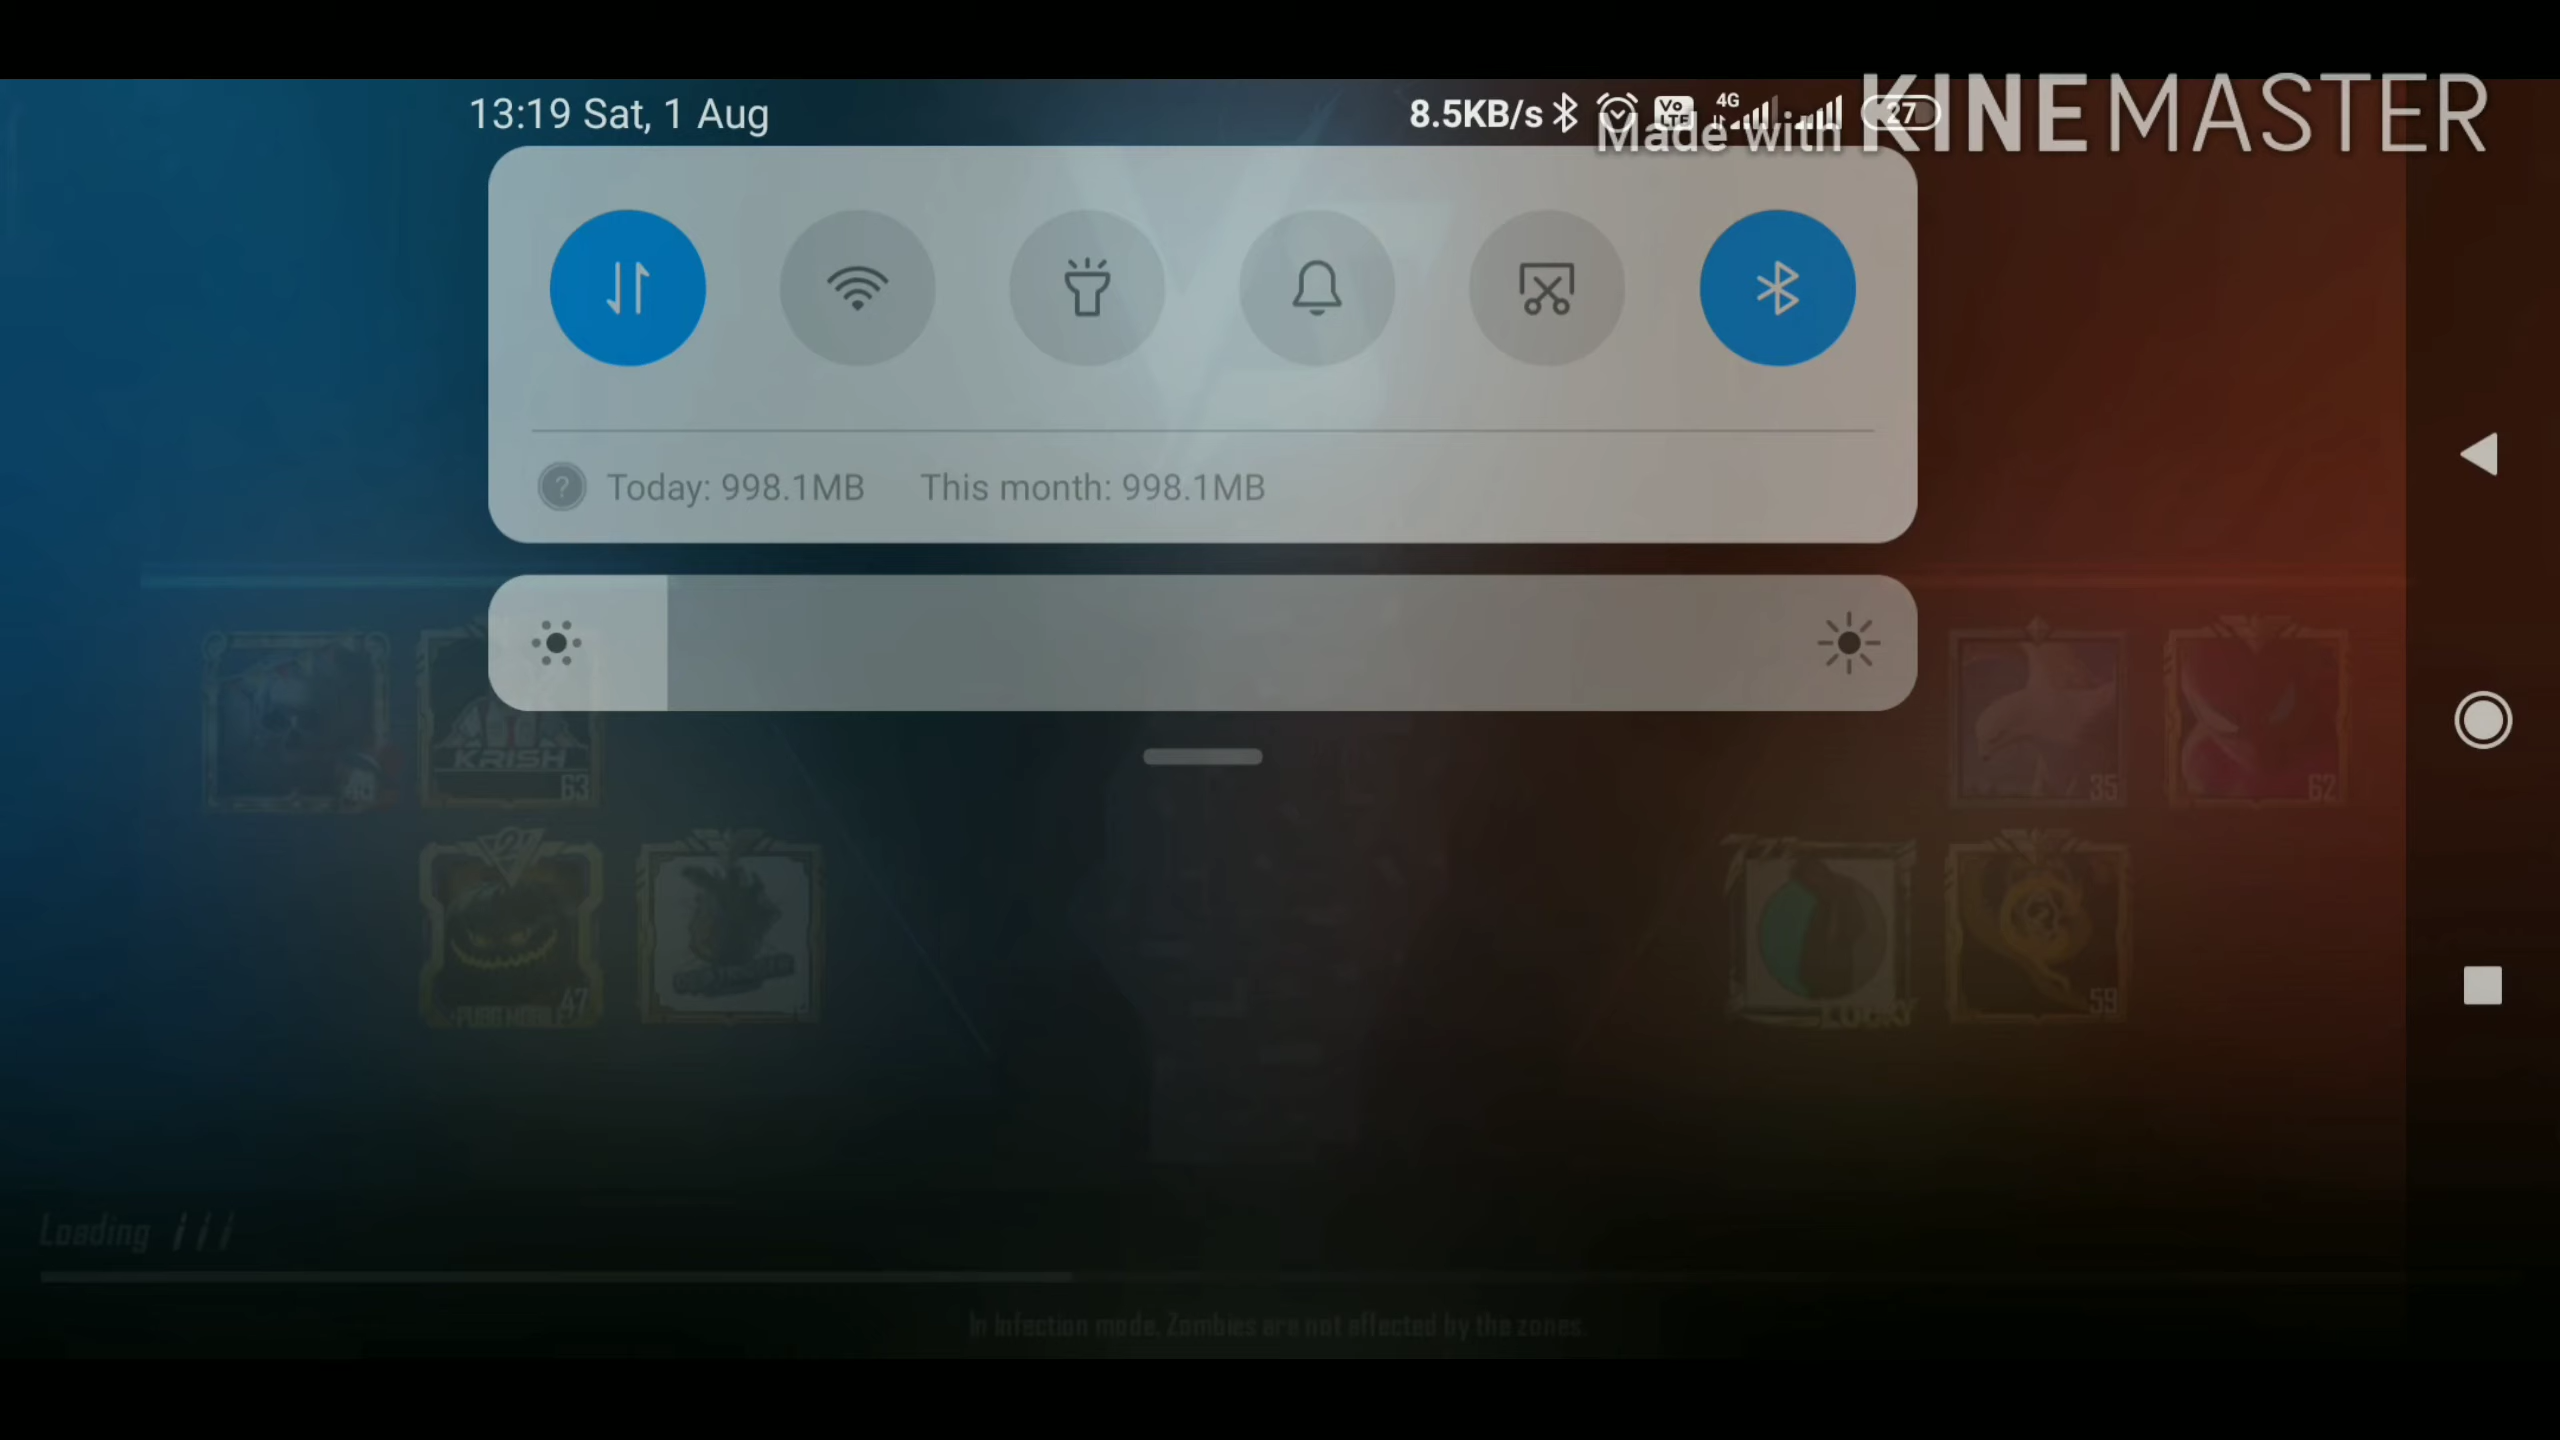 13:19 Sat, 1 Aug
8.5KB/s
Vo LTE
4G
27
Made with KINEMASTER
Today: 998.1MB
This month: 998.1MB
KRISH
63
35
62
47
PUBG MOBILE
LUCKY
59
Loading
In Infection mode, Zombies are not affected by the zones.